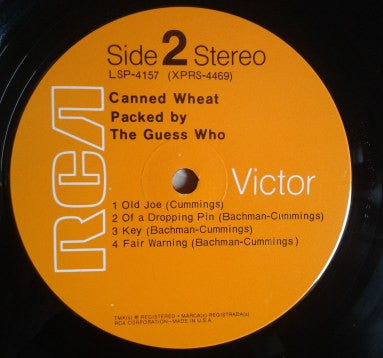 Side 2 Stereo
LSP-4157 (XPRS-4469)
Canned Wheat
Packed by
The Guess Who
RCA
Victor
1 Old Joe (Cummings)
2 Of a Dropping Pin (Bachman-Cummings)
3 Key (Bachman-Cummings)
4 Fair Warning (Bachman-Cummings)
TMK(s) ® REGISTERED • MARCA(s) REGISTRADA(s)
RCA CORPORATION—MADE IN U.S.A.